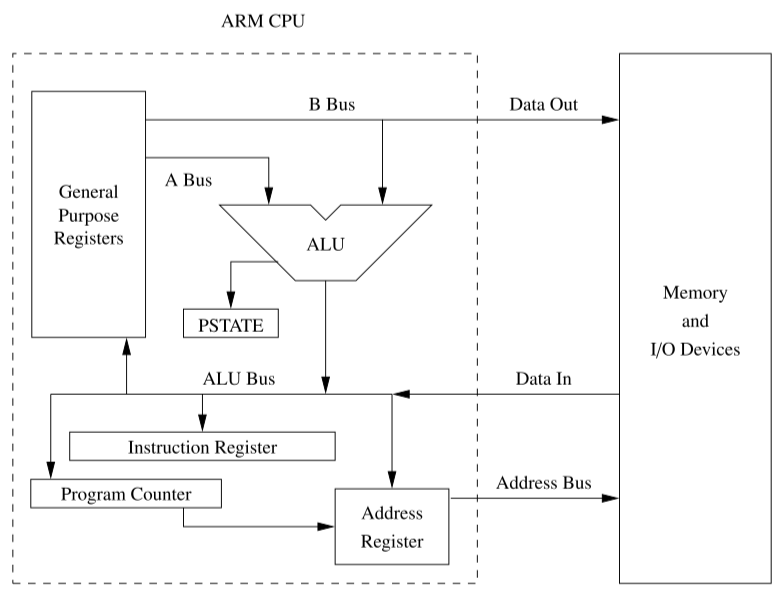 ARM CPU
B Bus
Data Out
A Bus
General
Purpose
Registers
ALU
PSTATE
Memory
and
I/O Devices
ALU Bus
Data In
Instruction Register
Program Counter
Address Bus
Address
Register